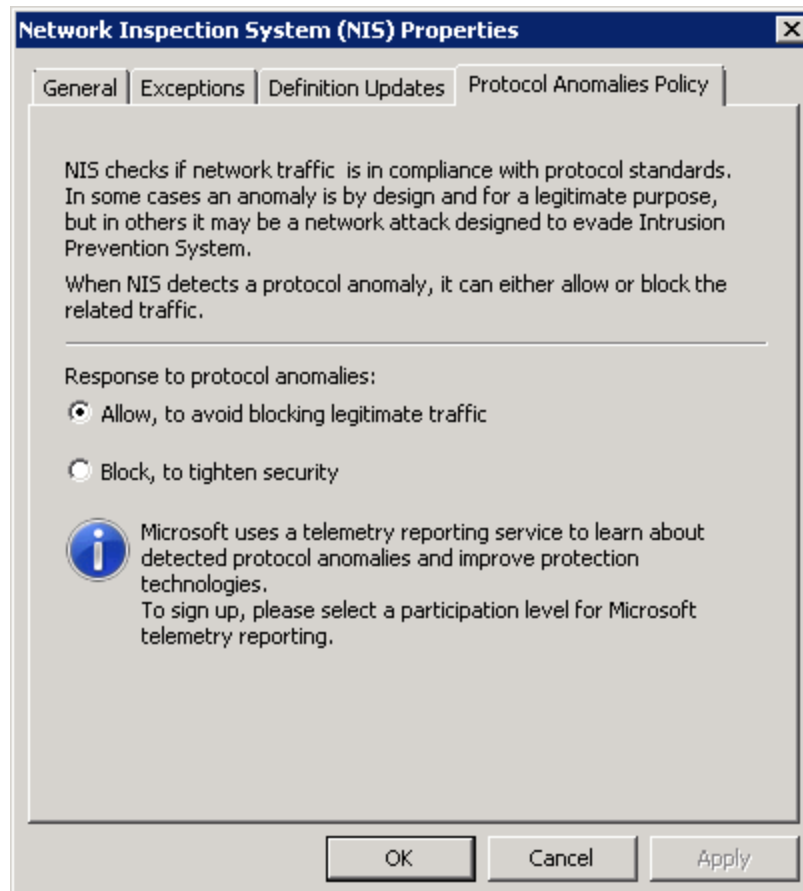 Network Inspection System (NIS) Properties
General Exceptions Definition Updates Protocol Anomalies Policy
NIS checks if network traffic is in compliance with protocol standards.
In some cases an anomaly is by design and for a legitimate purpose,
but in others it may be a network attack designed to evade Intrusion
Prevention System.
When NIS detects a protocol anomaly, it can either allow or block the
related traffic.
Response to protocol anomalies:
Allow, to avoid blocking legitimate traffic
Block, to tighten security
Microsoft uses a telemetry reporting service to learn about
detected protocol anomalies and improve protection
technologies.
To sign up, please select a participation level for Microsoft
telemetry reporting.
OK Cancel Apply